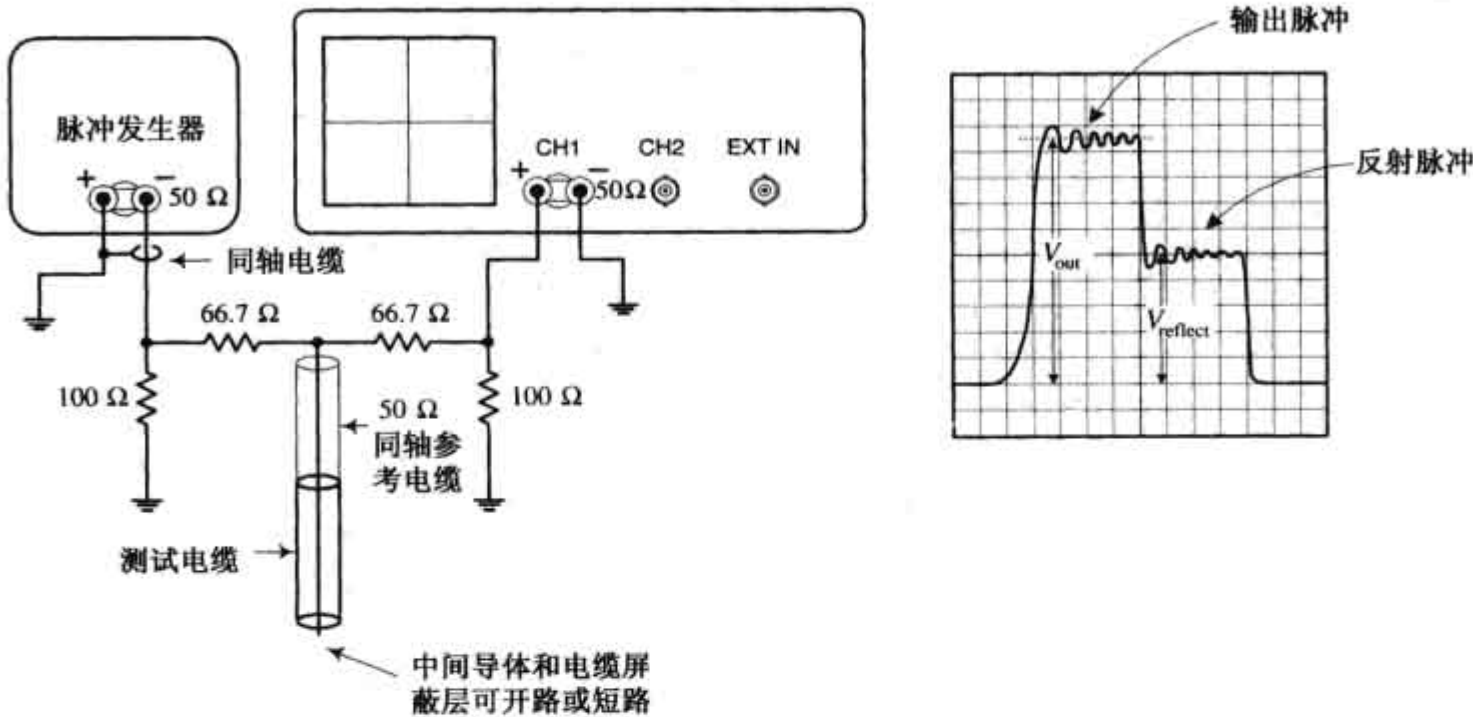 脉冲发生器
+
−
50 Ω
同轴电缆
CH1
CH2
EXT IN
+
−
50Ω
66.7 Ω
66.7 Ω
100 Ω
100 Ω
50 Ω
同轴参
考电缆
测试电缆
中间导体和电缆屏
蔽层可开路或短路
输出脉冲
反射脉冲
Vout
Vreflect